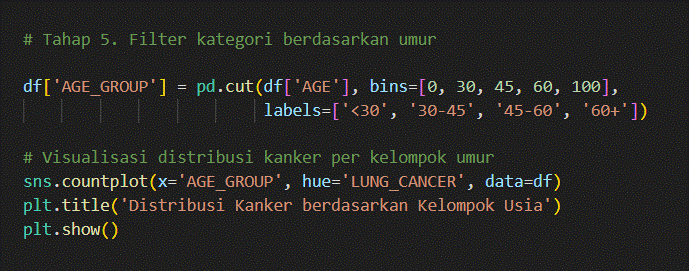 # Tahap 5. Filter kategori berdasarkan umur
df['AGE_GROUP'] = pd.cut(df['AGE'], bins=[0, 30, 45, 60, 100],
labels=['<30', '30-45', '45-60', '60+'])
# Visualisasi distribusi kanker per kelompok umur
sns.countplot(x='AGE_GROUP', hue='LUNG_CANCER', data=df)
plt.title('Distribusi Kanker berdasarkan Kelompok Usia')
plt.show()